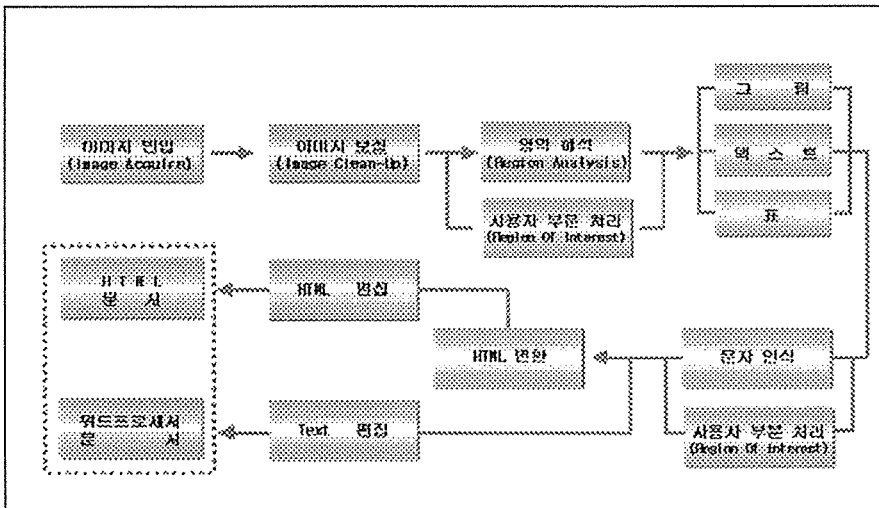 이미지 반입
(Image Acquire)
이미지 보정
(Image Clean-Up)
영역 해석
(Region Analysis)
사용자 부문 처리
(Region Of Interest)
그 림
텍 스 트
표
문자 인식
사용자 부분 처리
(Region Of Interest)
HTML 변환
HTML 편집
HTML
문 서
Text 편집
워드프로세서
문 서